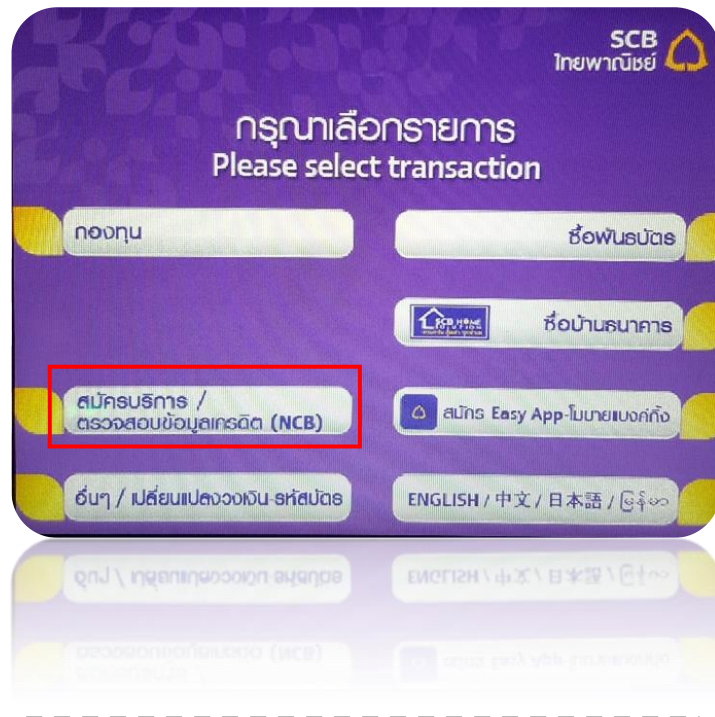 SCB
ไทยพาณิชย์
กรุณาเลือกรายการ
Please select transaction
กองทุน
ซื้อพันธบัตร
SCB HOME
SOLUTION
ซื้อบ้านธนาคาร
สมัครบริการ /
ตรวจสอบข้อมูลเครดิต (NCB)
สมัคร Easy App-โมบายแบงค์กิ้ง
อื่นๆ / เปลี่ยนแปลงวงเงิน-รหัสบัตร
ENGLISH / 中文 / 日本語 / မြန်မာ